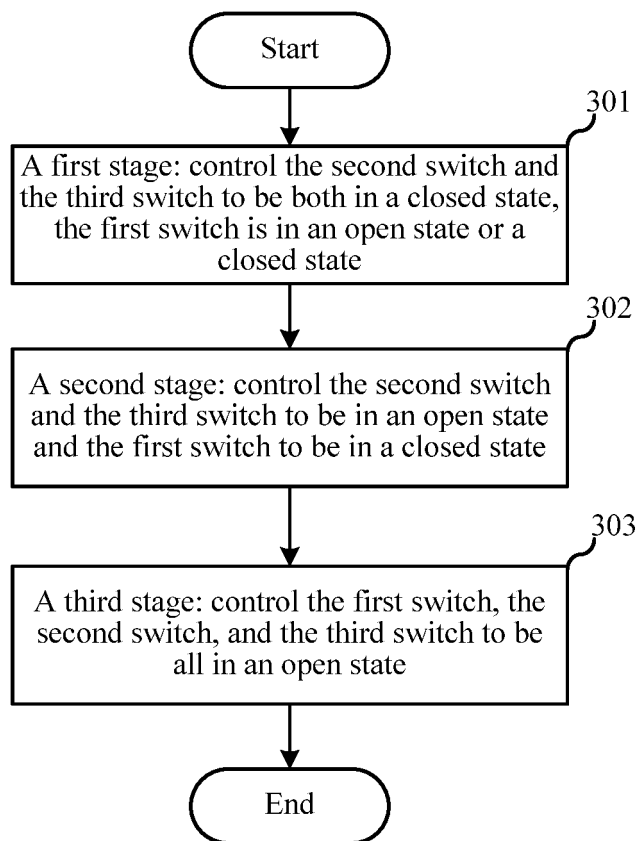 Start
301
A first stage: control the second switch and
the third switch to be both in a closed state,
the first switch is in an open state or a
closed state
302
A second stage: control the second switch
and the third switch to be in an open state
and the first switch to be in a closed state
303
A third stage: control the first switch, the
second switch, and the third switch to be
all in an open state
End